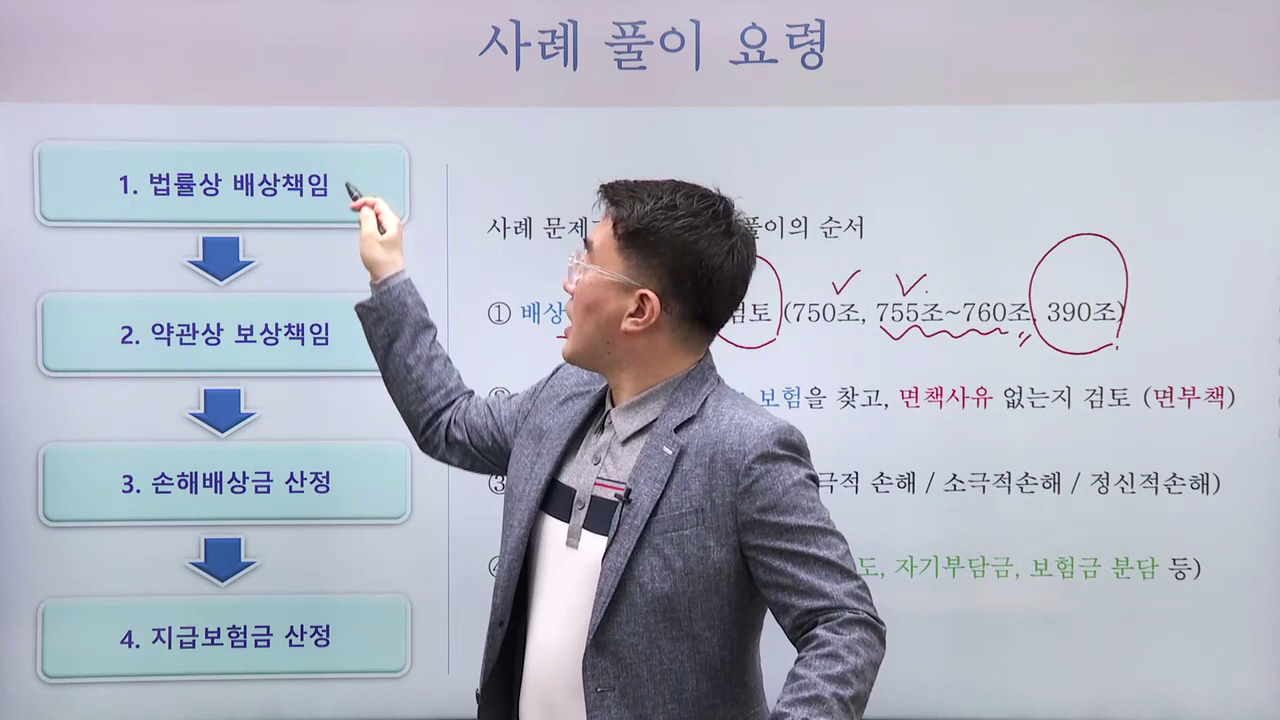 사례 풀이 요령
1. 법률상 배상책임
2. 약관상 보상책임
3. 손해배상금 산정
4. 지급보험금 산정
사례 문제 풀이의 순서
① 배상 검토 (750조, 755조~760조, 390조)
보험을 찾고, 면책사유 없는지 검토 (면부책)
③ 극적 손해 / 소극적손해 / 정신적손해)
④ 도, 자기부담금, 보험금 분담 등)